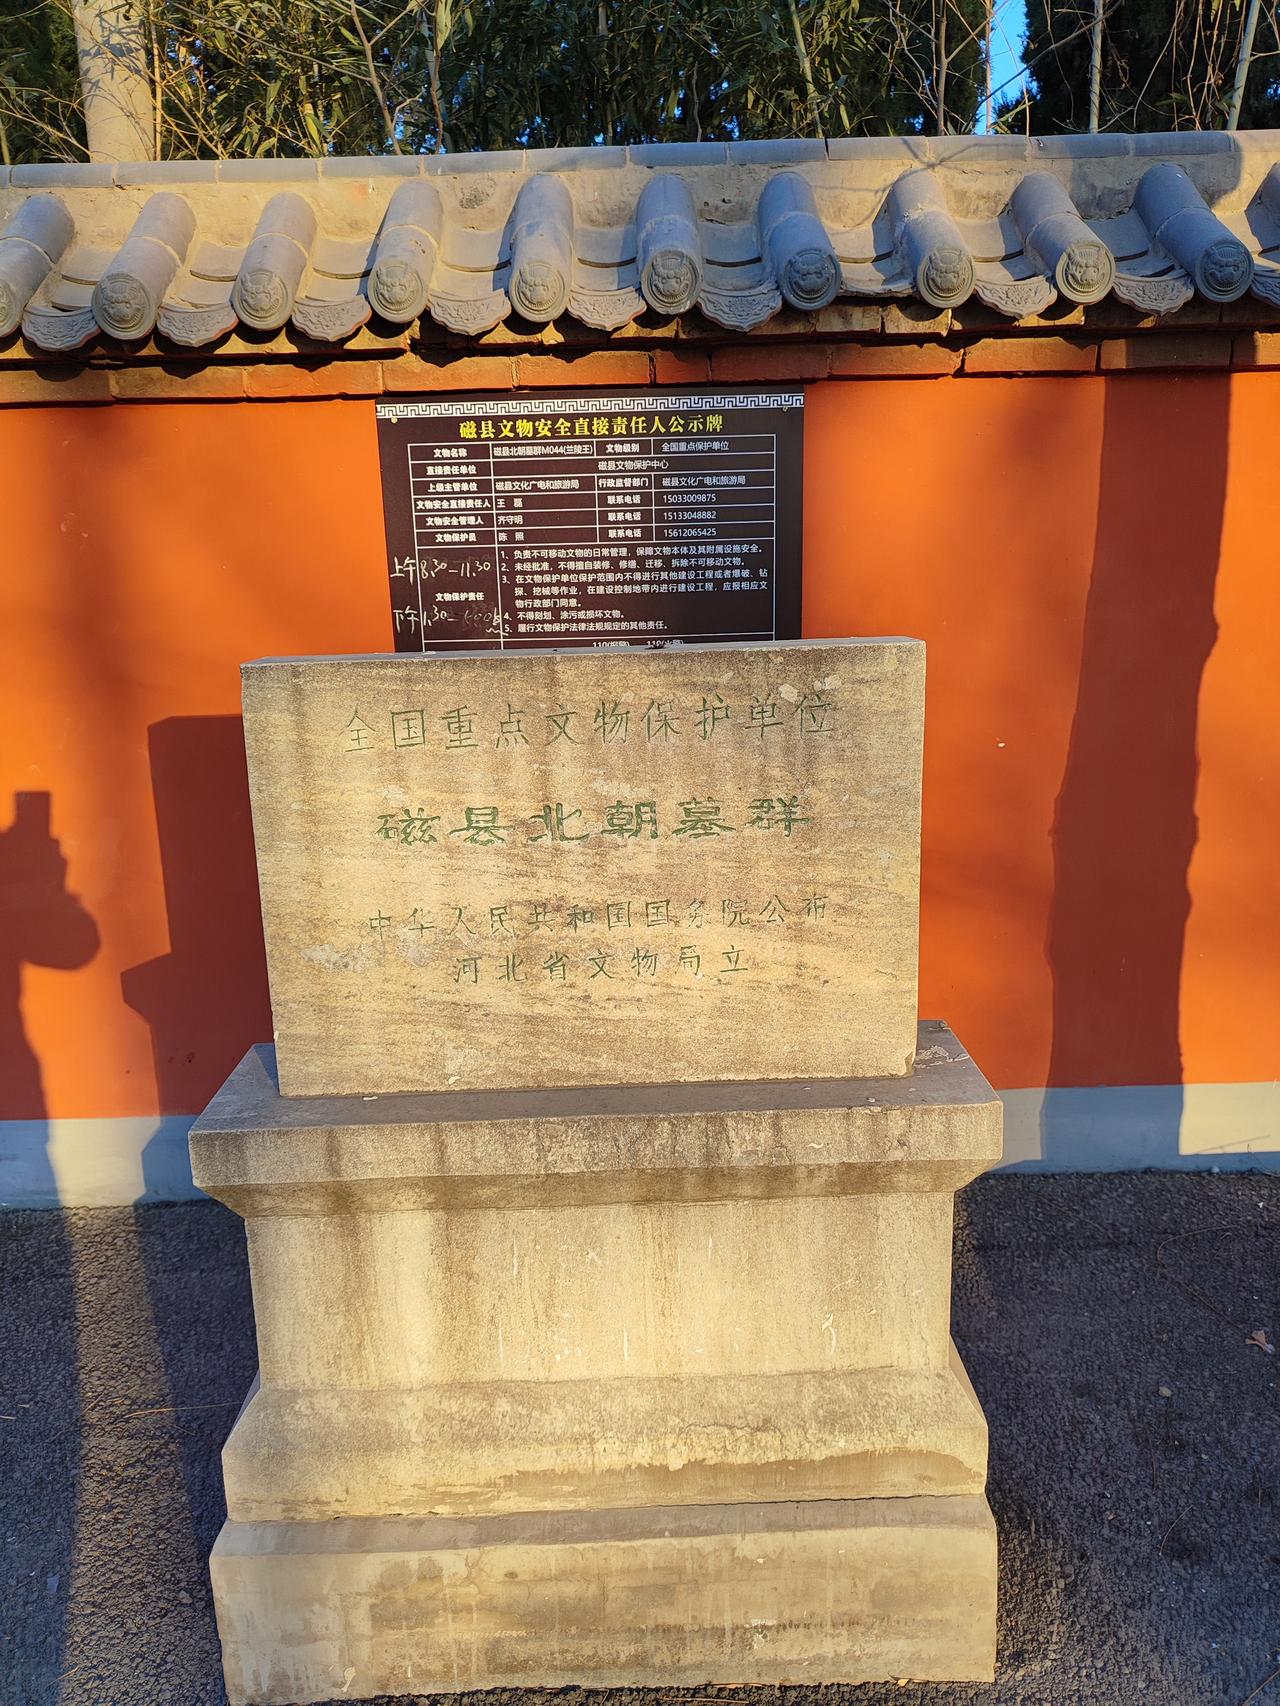 磁县文物安全直接责任人公示牌
文物名称 磁县北朝墓群M044(兰陵王) 文物级别 全国重点保护单位
直接责任单位 磁县文物保护中心
上级主管单位 磁县文化广电和旅游局 行政监督部门 磁县文化广电和旅游局
文物安全直接责任人 王磊 联系电话 15033009875
文物安全管理人 齐守明 联系电话 15133048882
文物保护员 陈照 联系电话 15612065425
文物保护责任
1、负责不可移动文物的日常管理，保障文物本体及其附属设施安全。
2、未经批准，不得擅自装修、修缮、迁移、拆除不可移动文物。
3、在文物保护单位保护范围内不得进行其他建设工程或者爆破、钻
探、挖掘等作业，在建设控制地带内进行建设工程，应报相应文
物行政部门同意。
4、不得刻划、涂污或损坏文物。
5、履行文物保护法律法规规定的其他责任。
上午8.30—11.30
下午1.30—
全国重点文物保护单位
磁县北朝墓群
中华人民共和国国务院公布
河北省文物局立